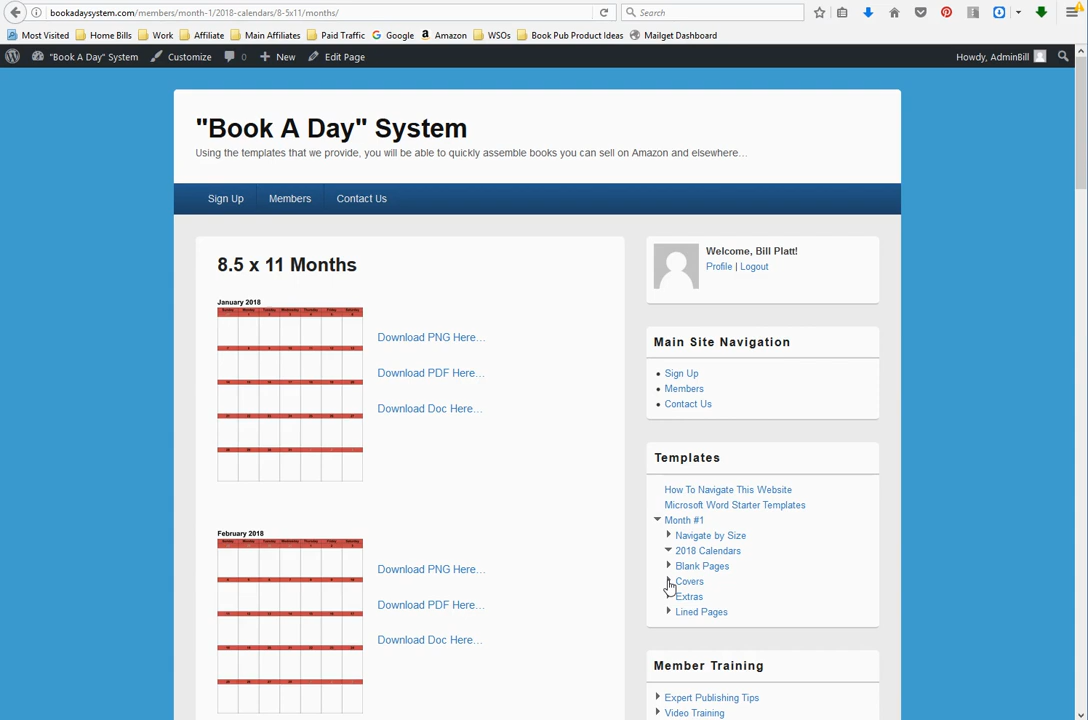 bookadaysystem.com/members/month-1/2018-calendars/8-5x11/months/
Search
Most Visited Home Bills Work Affiliate Main Affiliates Paid Traffic Google Amazon WSOs Book Pub Product Ideas Mailget Dashboard
"Book A Day" System Customize 0 New Edit Page Howdy, AdminBill
"Book A Day" System
Using the templates that we provide, you will be able to quickly assemble books you can sell on Amazon and elsewhere…
Sign Up Members Contact Us
8.5 x 11 Months
January 2018
Download PNG Here…
Download PDF Here…
Download Doc Here…
February 2018
Download PNG Here…
Download PDF Here…
Download Doc Here…
Welcome, Bill Platt!
Profile | Logout
Main Site Navigation
Sign Up
Members
Contact Us
Templates
How To Navigate This Website
Microsoft Word Starter Templates
Month #1
Navigate by Size
2018 Calendars
Blank Pages
Covers
Extras
Lined Pages
Member Training
Expert Publishing Tips
Video Training